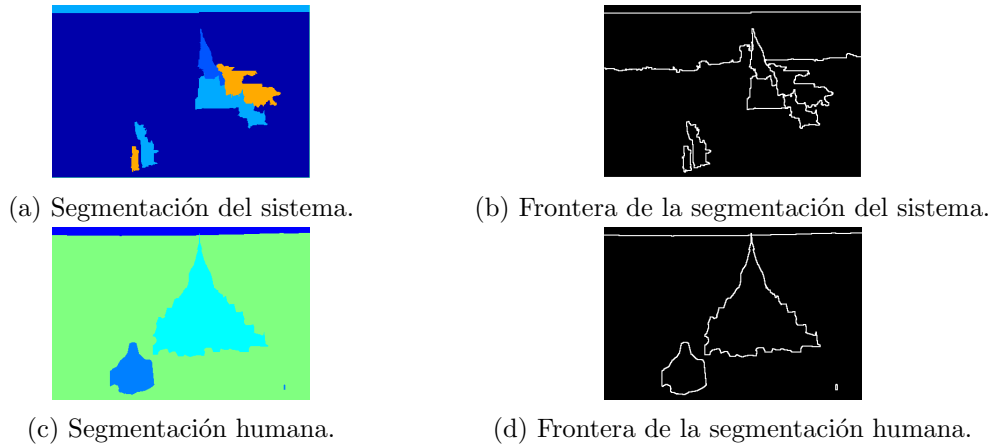 (a) Segmentación del sistema.
(b) Frontera de la segmentación del sistema.
(c) Segmentación humana.
(d) Frontera de la segmentación humana.